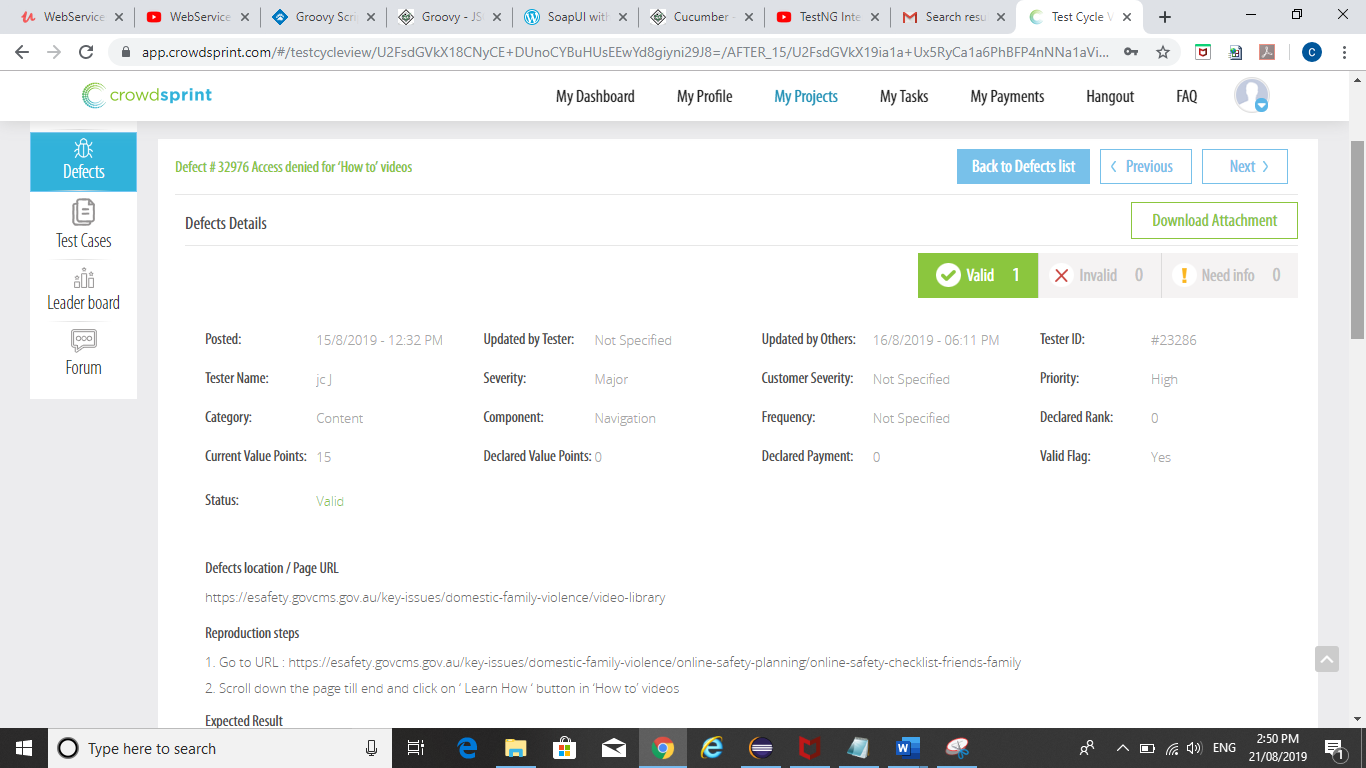 WebService
WebService
Groovy Scri
Groovy - JS
SoapUI with
Cucumber -
TestNG Inte
Search resu
Test Cycle V
app.crowdsprint.com/#/testcycleview/U2FsdGVkX18CNyCE+DUnoCYBuHUsEEwYd8giyni29J8=/AFTER_15/U2FsdGVkX19ia1a+Ux5RyCa1a6PhBFP4nNNa1aVi...
C
crowdsprint
My Dashboard
My Profile
My Projects
My Tasks
My Payments
Hangout
FAQ
Defects
Test Cases
Leader board
Forum
Defect # 32976 Access denied for ‘How to’ videos
Back to Defects list
Previous
Next
Defects Details
Download Attachment
Valid 1
Invalid 0
Need info 0
Posted: 15/8/2019 - 12:32 PM Updated by Tester: Not Specified Updated by Others: 16/8/2019 - 06:11 PM Tester ID: #23286
Tester Name: jc J Severity: Major Customer Severity: Not Specified Priority: High
Category: Content Component: Navigation Frequency: Not Specified Declared Rank: 0
Current Value Points: 15 Declared Value Points: 0 Declared Payment: 0 Valid Flag: Yes
Status: Valid
Defects location / Page URL
https://esafety.govcms.gov.au/key-issues/domestic-family-violence/video-library
Reproduction steps
1. Go to URL : https://esafety.govcms.gov.au/key-issues/domestic-family-violence/online-safety-planning/online-safety-checklist-friends-family
2. Scroll down the page till end and click on ‘ Learn How ’ button in ‘How to’ videos
Expected Result
Type here to search
ENG
2:50 PM
21/08/2019
1